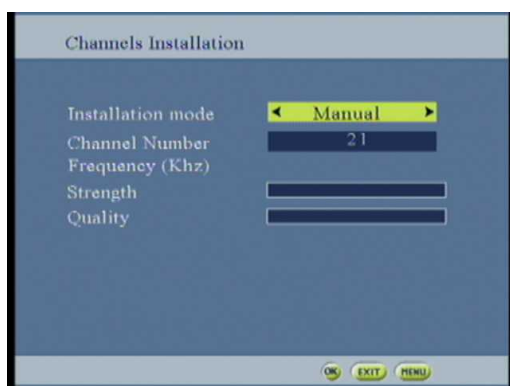 Channels Installation
Installation mode
Manual
Channel Number
21
Frequency (Khz)
Strength
Quality
OK EXIT MENU